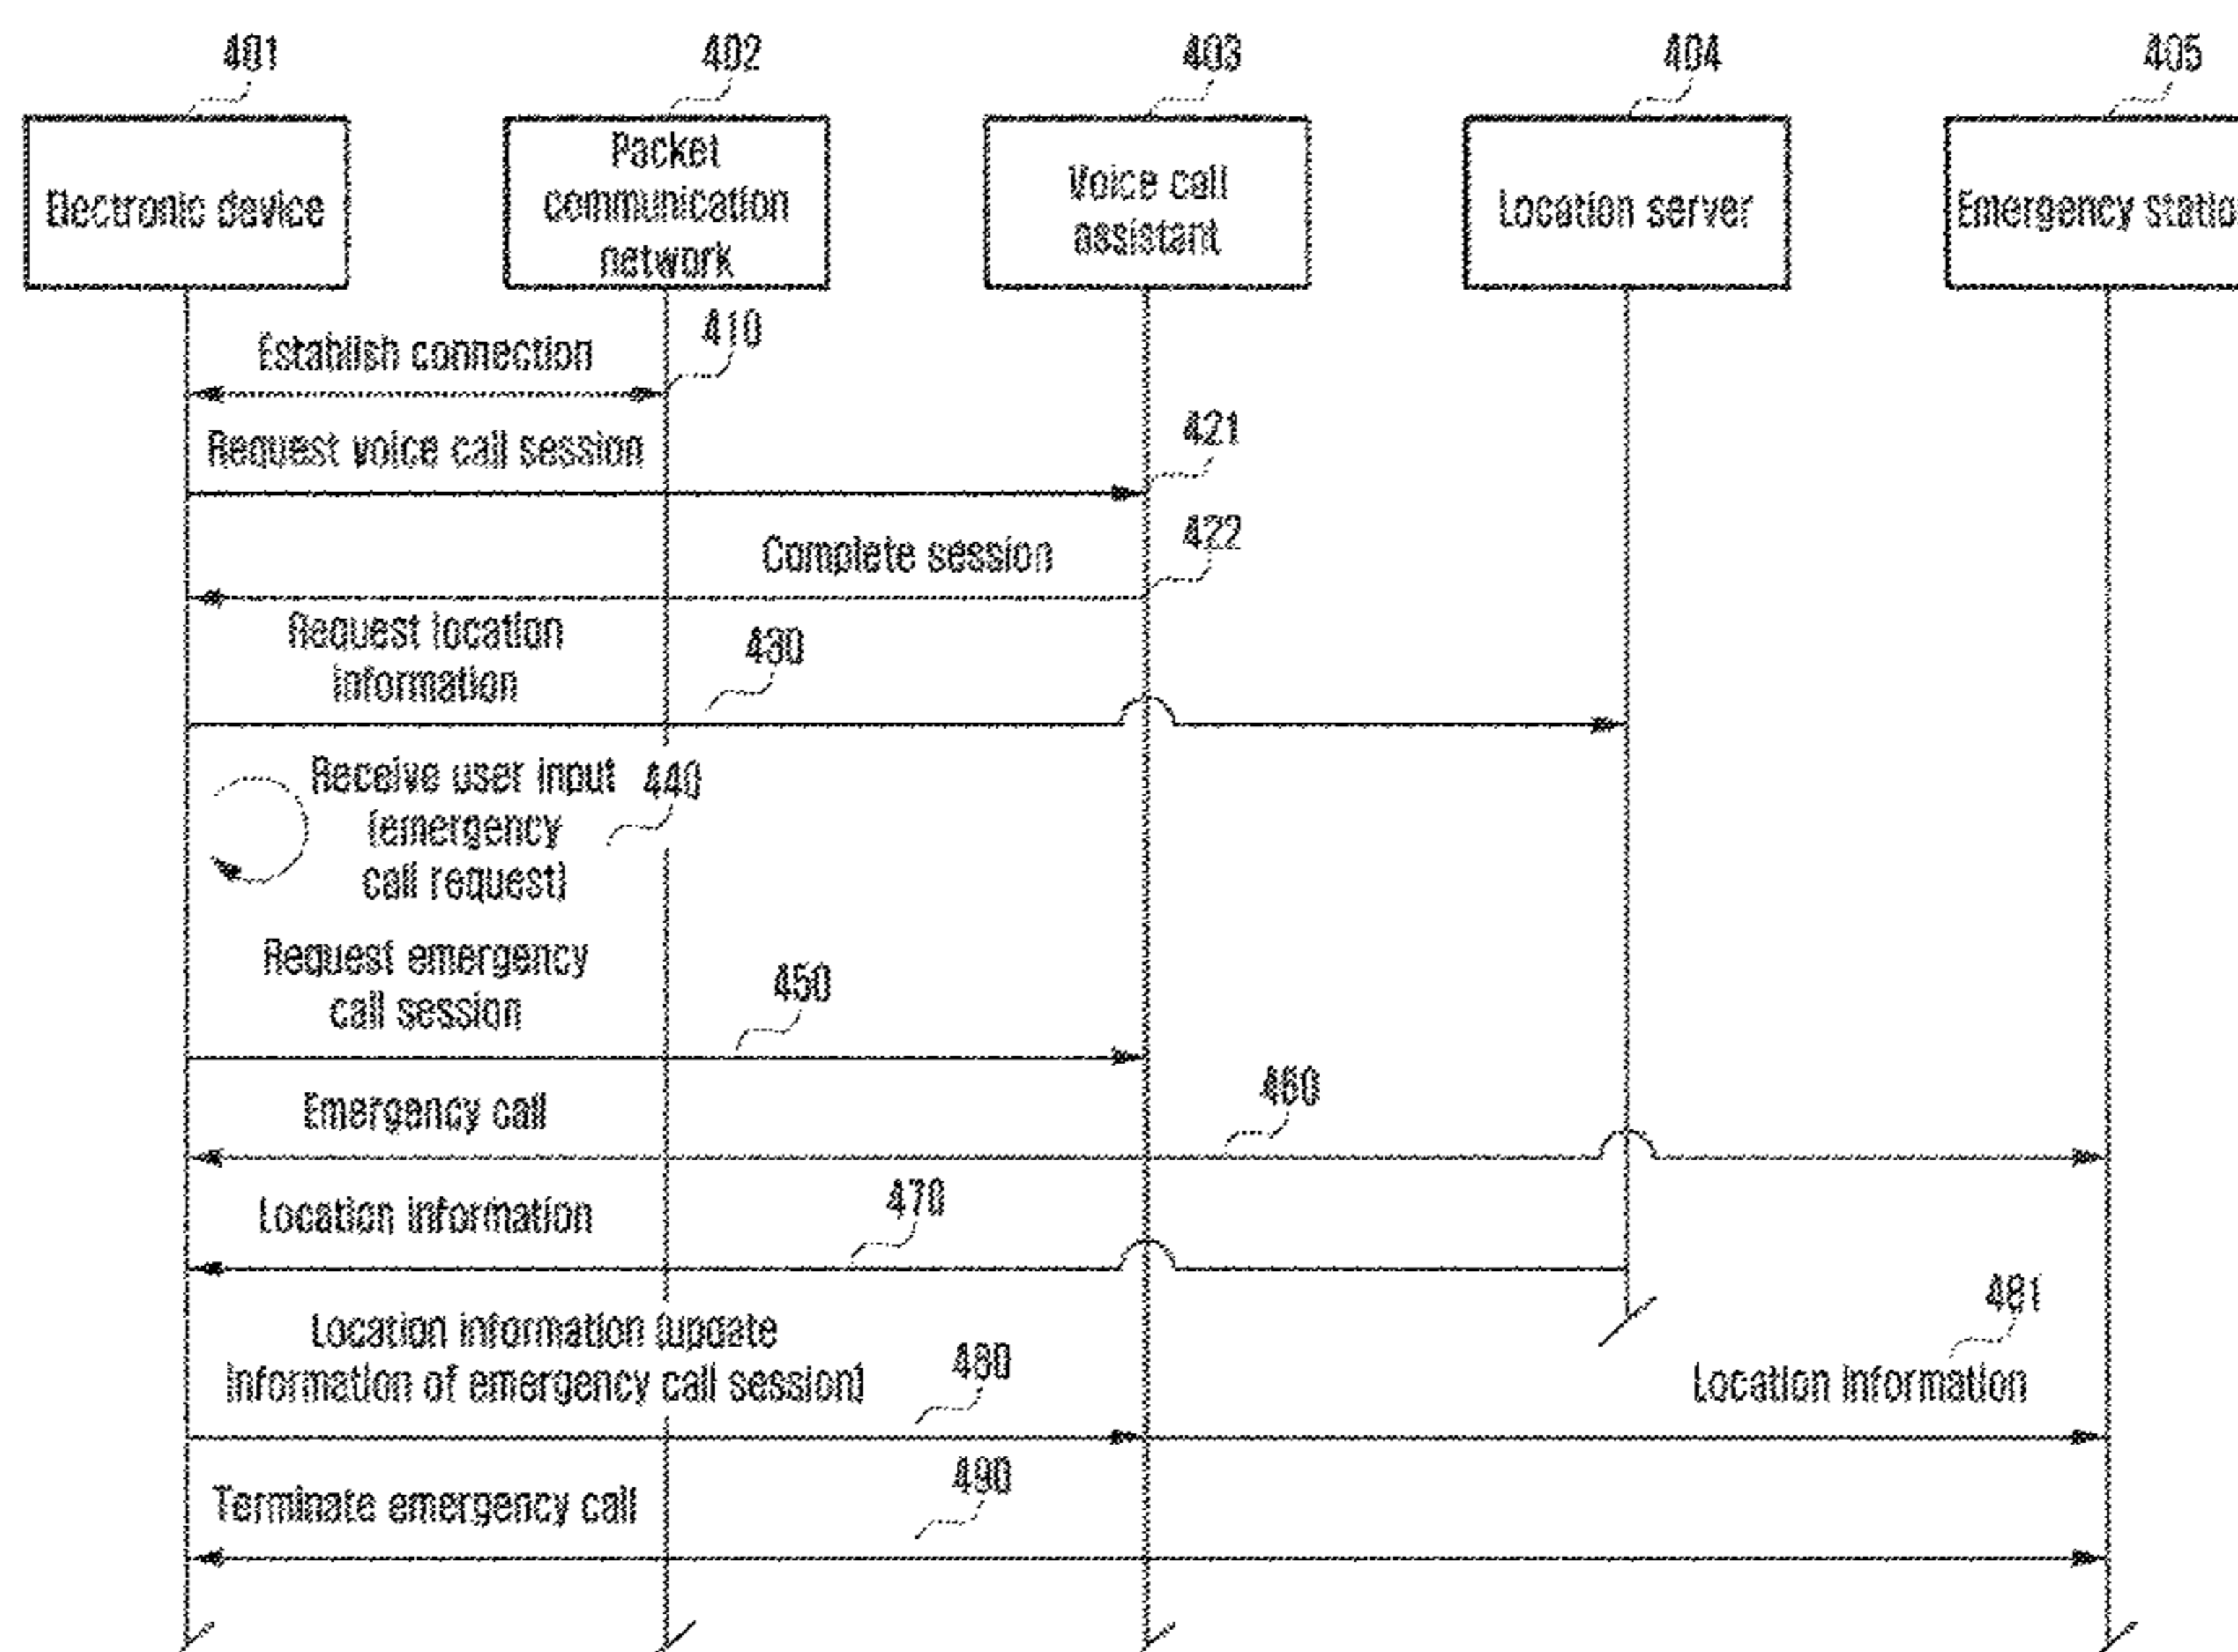 401
402
403
404
405
Electronic device
Packet
communication
network
Voice call
assistant
Location server
Emergency statio
Establish connection
410
Request voice call session
421
Complete session
422
Request location
information
430
Receive user input
(emergency
call request)
440
Request emergency
call session
450
Emergency call
460
Location information
470
Location information (update
information of emergency call session)
480
Location information
481
Terminate emergency call
490